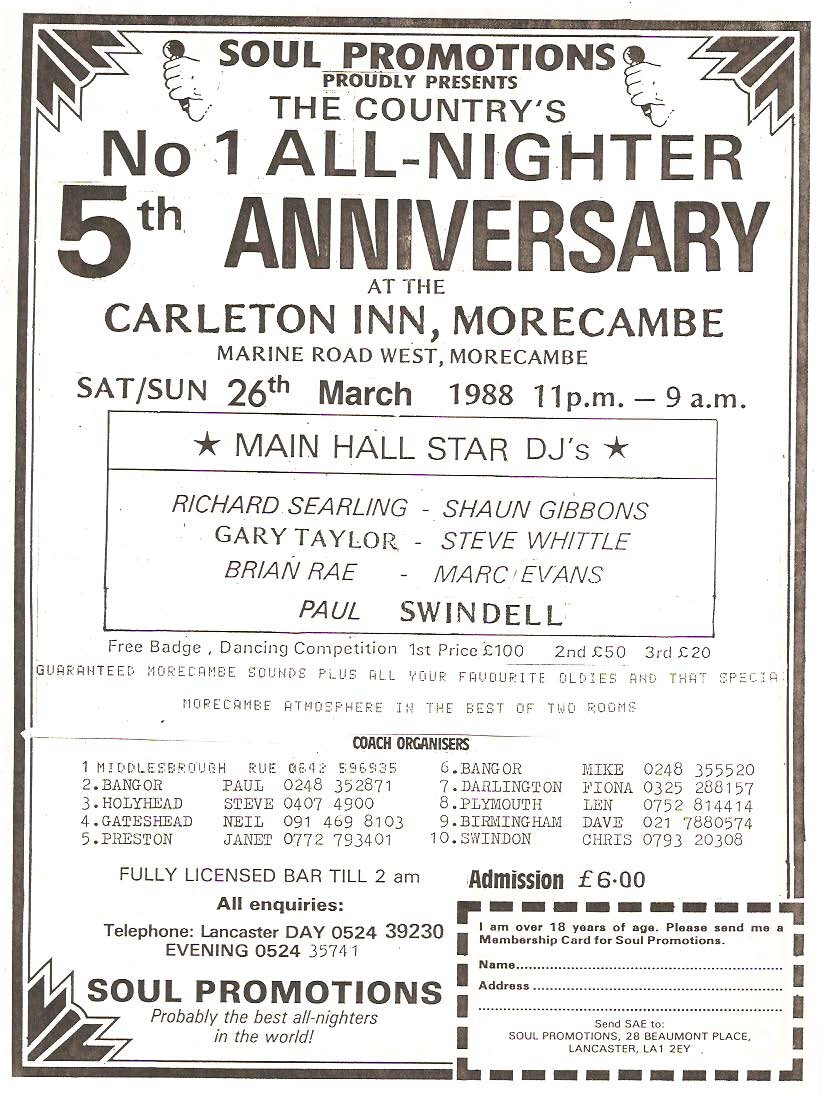 SOUL PROMOTIONS
PROUDLY PRESENTS
THE COUNTRY'S
No 1 ALL-NIGHTER
5th ANNIVERSARY
AT THE
CARLETON INN, MORECAMBE
MARINE ROAD WEST, MORECAMBE
SAT/SUN 26th March 1988 11p.m. — 9 a.m.
★ MAIN HALL STAR DJ's ★
RICHARD SEARLING - SHAUN GIBBONS
GARY TAYLOR - STEVE WHITTLE
BRIAN RAE - MARC EVANS
PAUL SWINDELL
Free Badge , Dancing Competition 1st Price £100 2nd £50 3rd £20
GUARANTEED MORECAMBE SOUNDS PLUS ALL YOUR FAVOURITE OLDIES AND THAT SPECIA
MORECAMBE ATMOSPHERE IN THE BEST OF TWO ROOMS
COACH ORGANISERS
1 MIDDLESBROUGH RUE 0642 596935
2.BANGOR PAUL 0248 352871
3.HOLYHEAD STEVE 0407 4900
4.GATESHEAD NEIL 091 469 8103
5.PRESTON JANET 0772 793401
6.BANGOR MIKE 0248 355520
7.DARLINGTON FIONA 0325 288157
8.PLYMOUTH LEN 0752 814414
9.BIRMINGHAM DAVE 021 7880574
10.SWINDON CHRIS 0793 20308
FULLY LICENSED BAR TILL 2 am
Admission £6·00
All enquiries:
Telephone: Lancaster DAY 0524 39230
EVENING 0524 35741
SOUL PROMOTIONS
Probably the best all-nighters
in the world!
I am over 18 years of age. Please send me a
Membership Card for Soul Promotions.
Name
Address
Send SAE to:
SOUL PROMOTIONS, 28 BEAUMONT PLACE,
LANCASTER, LA1 2EY